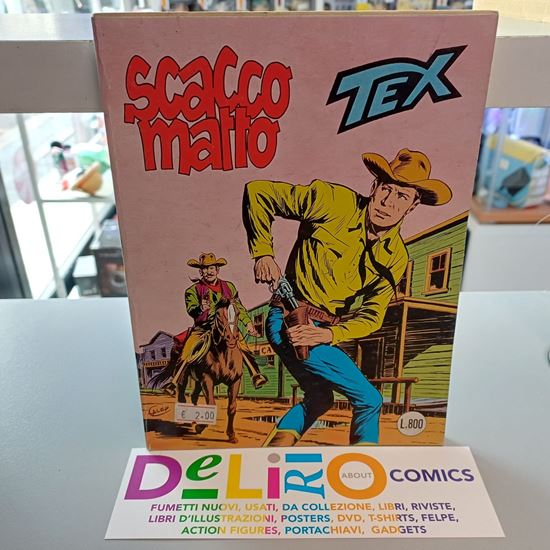 scacco
matto
TEX
GALEP
€ 2.00
L.800
DeLiRiO ABOUT COMICS
FUMETTI NUOVI, USATI, DA COLLEZIONE, LIBRI, RIVISTE,
LIBRI D'ILLUSTRAZIONI, POSTERS, DVD, T-SHIRTS, FELPE,
ACTION FIGURES, PORTACHIAVI, GADGETS